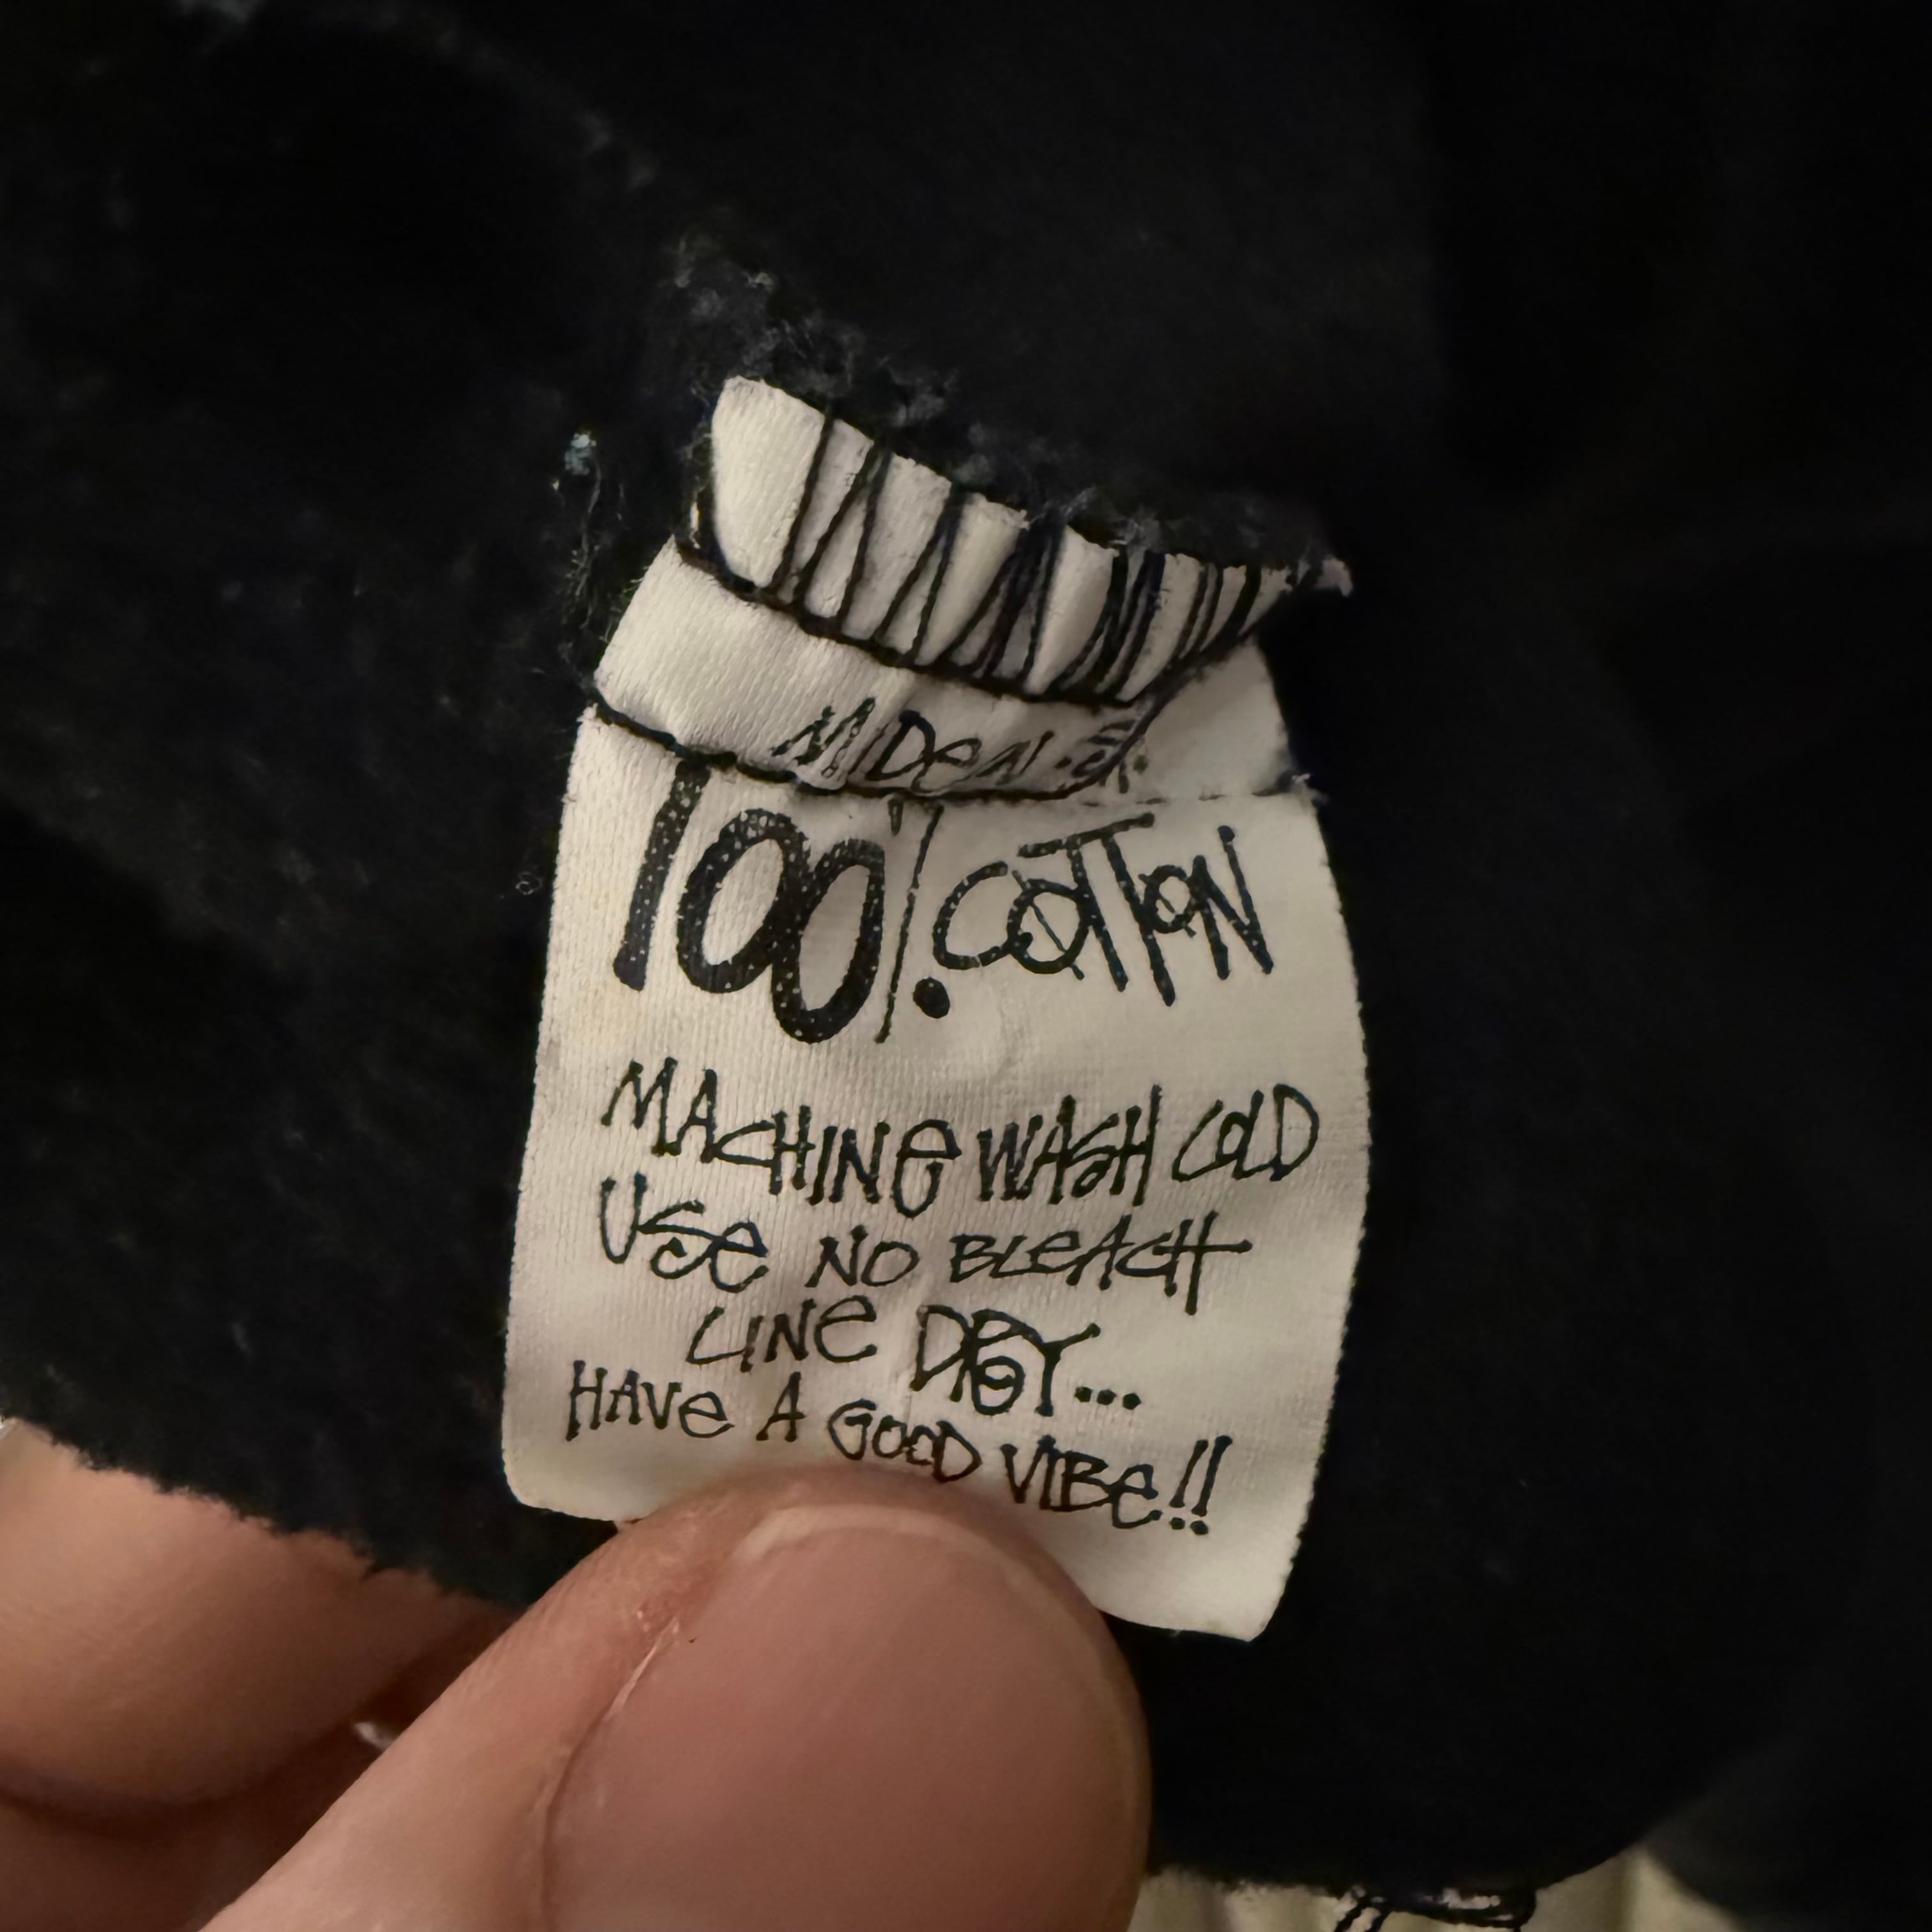 100% COTTON
MACHINE WASH COLD
USE NO BLEACH
LINE DRY...
HAVE A GOOD VIBE!!